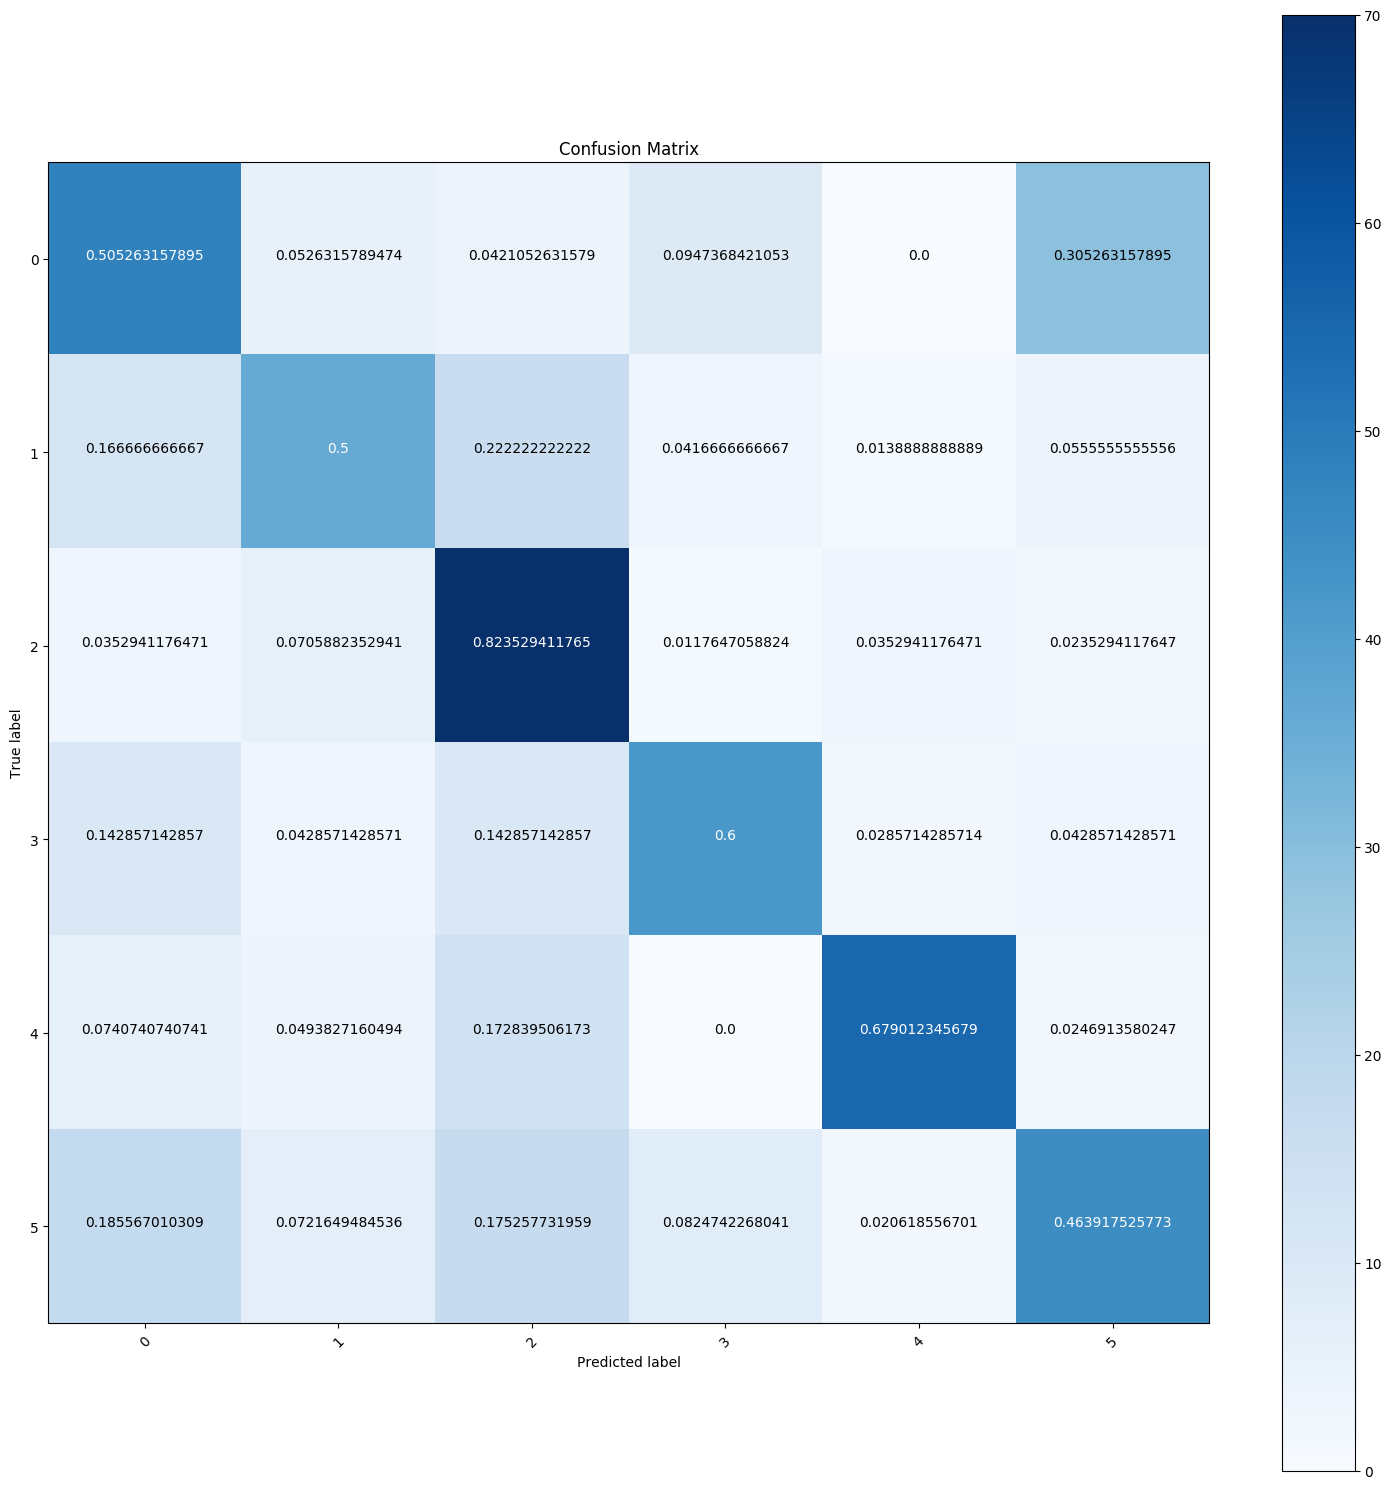 Confusion Matrix
0.505263157895 0.0526315789474 0.0421052631579 0.0947368421053 0.0 0.305263157895
0
0.166666666667 0.5 0.222222222222 0.0416666666667 0.0138888888889 0.0555555555556
1
0.0352941176471 0.0705882352941 0.823529411765 0.0117647058824 0.0352941176471 0.0235294117647
2
True label
0.142857142857 0.0428571428571 0.142857142857 0.6 0.0285714285714 0.0428571428571
3
0.0740740740741 0.0493827160494 0.172839506173 0.0 0.679012345679 0.0246913580247
4
0.185567010309 0.0721649484536 0.175257731959 0.0824742268041 0.020618556701 0.463917525773
5
0 1 2 3 4 5
Predicted label
70
60
50
40
30
20
10
0